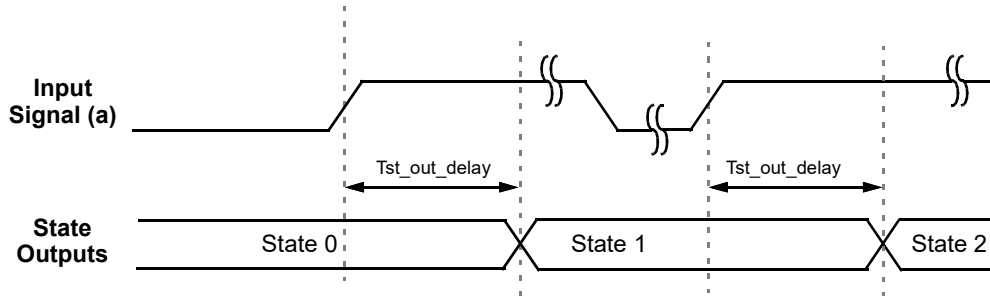 Input
Signal (a)
Tst_out_delay
Tst_out_delay
State
Outputs
State 0
State 1
State 2